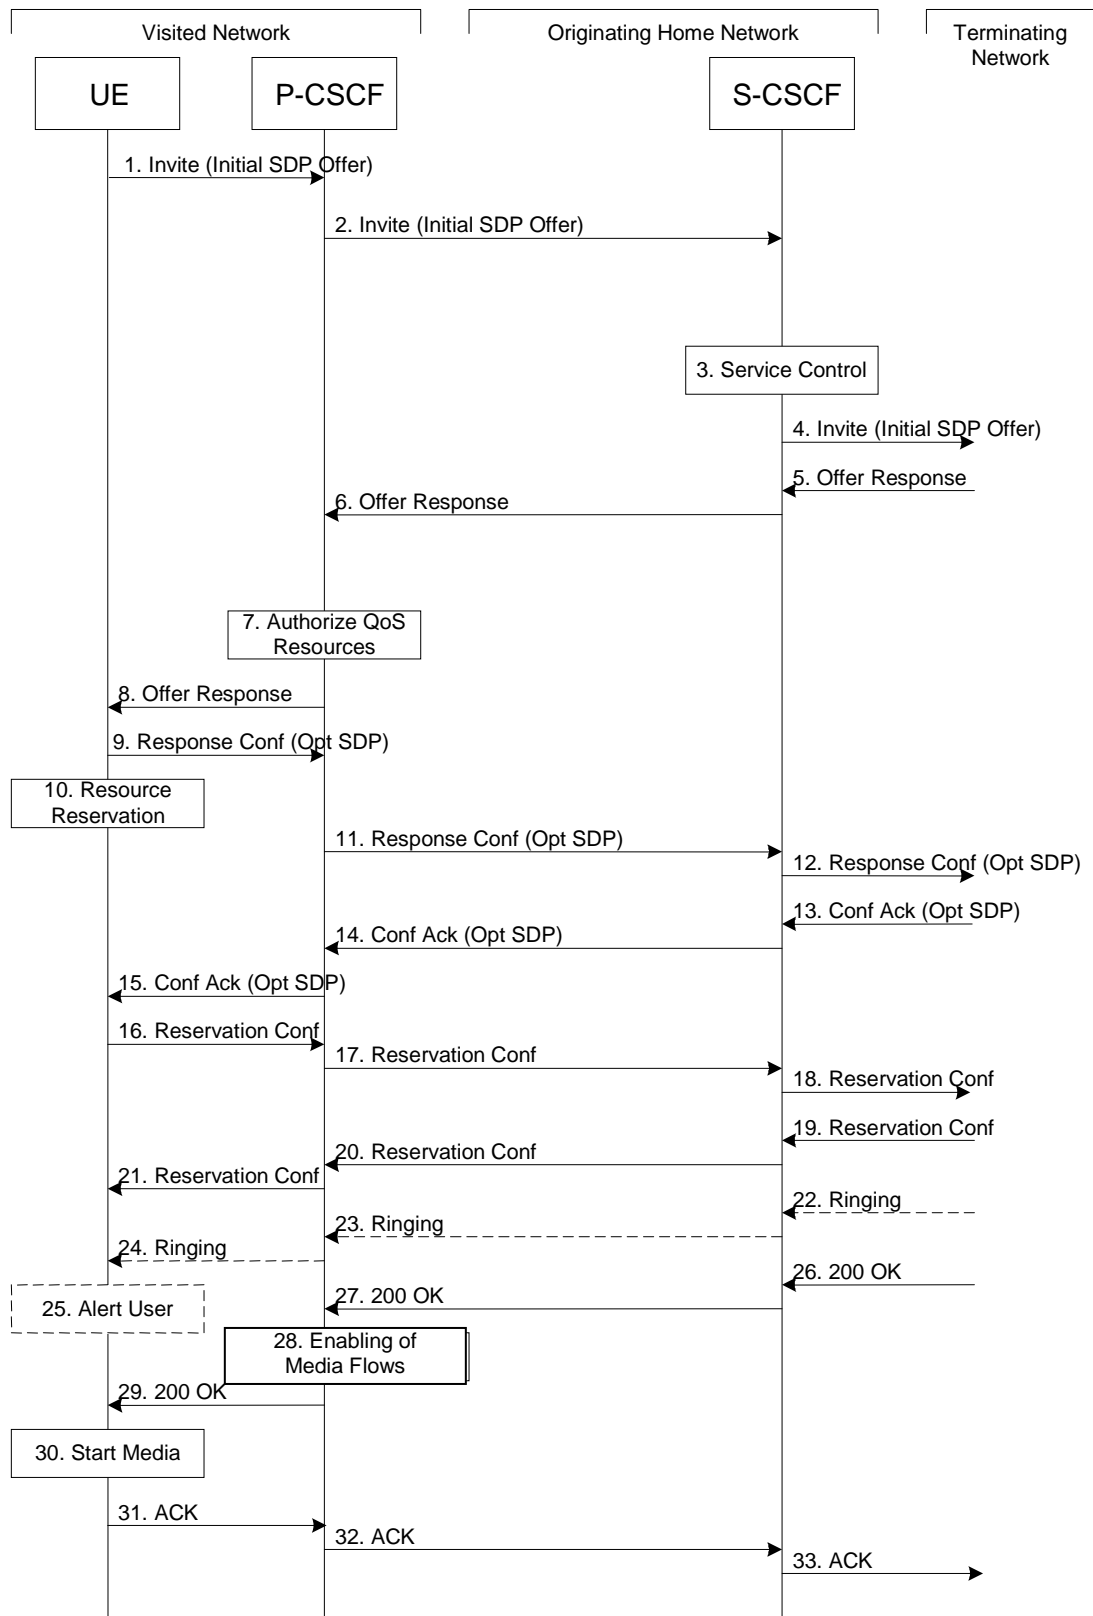 Visited Network
Originating Home Network
Terminating
Network
UE
P-CSCF
S-CSCF
1. Invite (Initial SDP Offer)
2. Invite (Initial SDP Offer)
3. Service Control
4. Invite (Initial SDP Offer)
5. Offer Response
6. Offer Response
7. Authorize QoS
Resources
8. Offer Response
9. Response Conf (Opt SDP)
10. Resource
Reservation
11. Response Conf (Opt SDP)
12. Response Conf (Opt SDP)
13. Conf Ack (Opt SDP)
14. Conf Ack (Opt SDP)
15. Conf Ack (Opt SDP)
16. Reservation Conf
17. Reservation Conf
18. Reservation Conf
19. Reservation Conf
20. Reservation Conf
21. Reservation Conf
22. Ringing
23. Ringing
24. Ringing
26. 200 OK
25. Alert User
27. 200 OK
28. Enabling of
Media Flows
29. 200 OK
30. Start Media
31. ACK
32. ACK
33. ACK